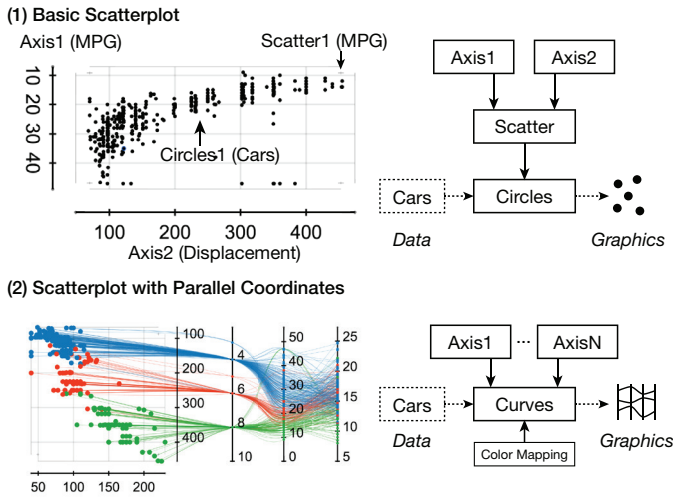 (1) Basic Scatterplot
Axis1 (MPG)
Scatter1 (MPG)
10
20
30
40
Circles1 (Cars)
100 200 300 400
Axis2 (Displacement)
Axis1 Axis2
Scatter
Cars Circles
Data Graphics
(2) Scatterplot with Parallel Coordinates
100
200
300
400
50 100 150 200
4
6
8
10
50
40
30
20
10
0
25
20
15
10
5
Axis1 ... AxisN
Cars Curves
Data Graphics
Color Mapping